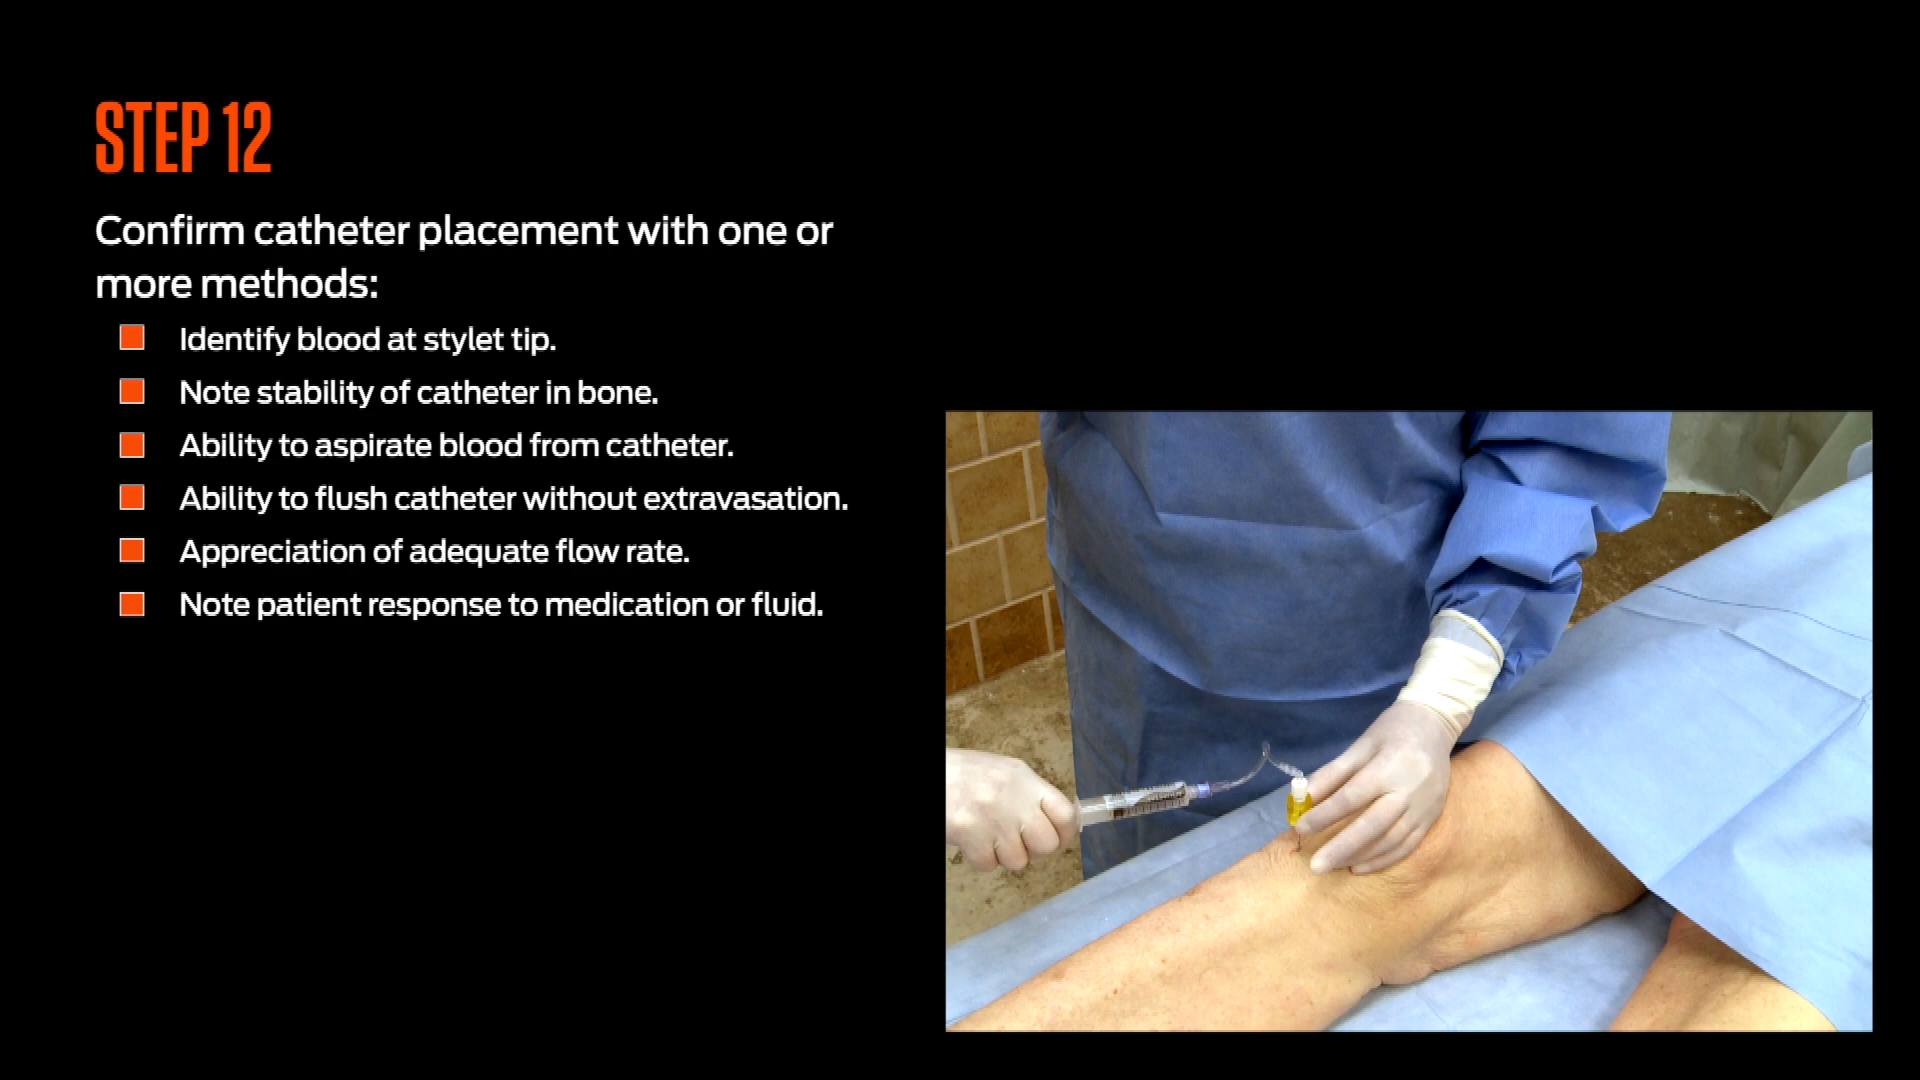 STEP 12
Confirm catheter placement with one or
more methods:
Identify blood at stylet tip.
Note stability of catheter in bone.
Ability to aspirate blood from catheter.
Ability to flush catheter without extravasation.
Appreciation of adequate flow rate.
Note patient response to medication or fluid.